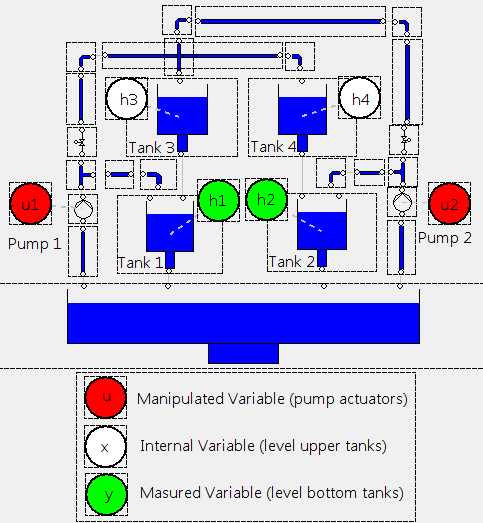 h3
h4
Tank 3
Tank 4
u1
h1
h2
u2
Pump 1
Pump 2
Tank 1
Tank 2
u
Manipulated Variable (pump actuators)
x
Internal Variable (level upper tanks)
y
Masured Variable (level bottom tanks)